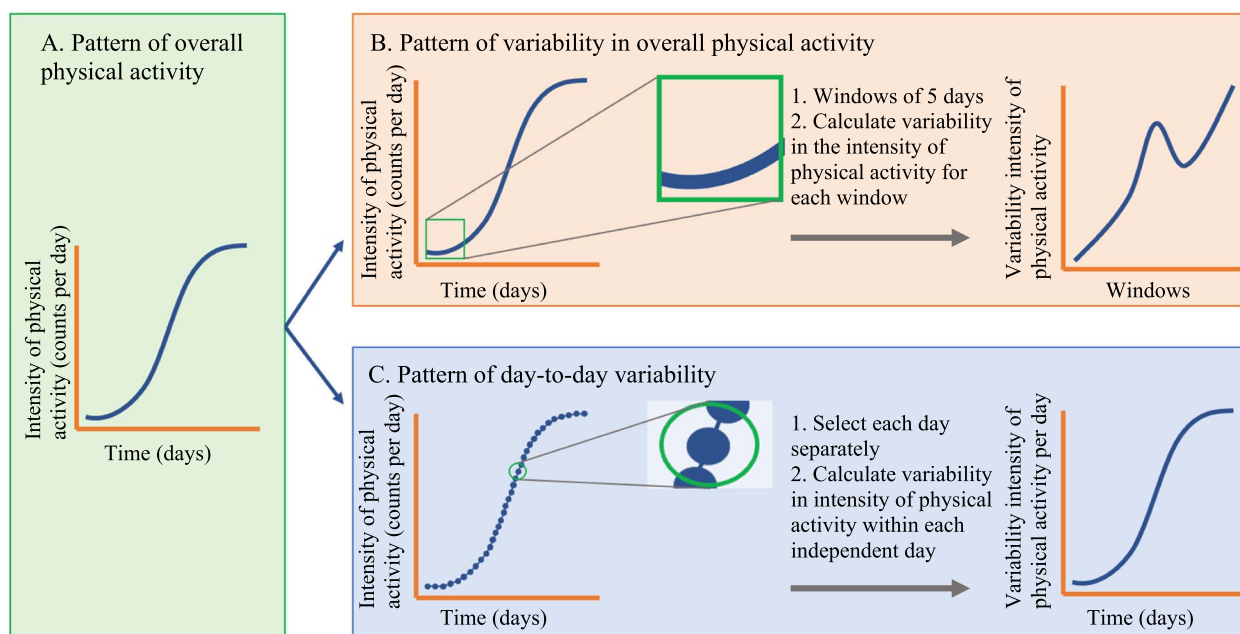 A. Pattern of overall
physical activity
Intensity of physical
activity (counts per day)
Time (days)
B. Pattern of variability in overall physical activity
Intensity of physical
activity (counts per day)
Time (days)
1. Windows of 5 days
2. Calculate variability
in the intensity of
physical activity for
each window
Variability intensity of
physical activity
Windows
C. Pattern of day-to-day variability
Intensity of physical
activity (counts per day)
Time (days)
1. Select each day
separately
2. Calculate variability
in intensity of physical
activity within each
independent day
Variability intensity of
physical activity per day
Time (days)